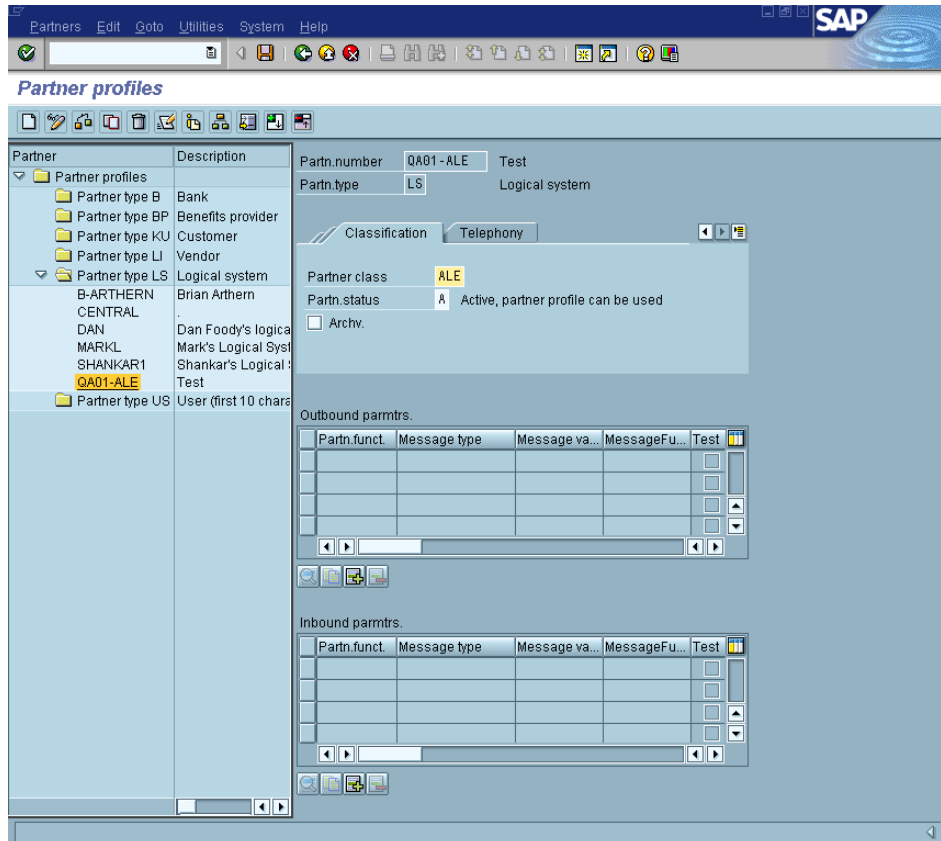 Partners Edit Goto Utilities System Help
SAP
Partner profiles
Partner Description
Partner profiles
Partner type B Bank
Partner type BP Benefits provider
Partner type KU Customer
Partner type LI Vendor
Partner type LS Logical system
B-ARTHERN Brian Arthern
CENTRAL .
DAN Dan Foody's logica
MARKL Mark's Logical Syst
SHANKAR1 Shankar's Logical
QA01-ALE Test
Partner type US User (first 10 chara
Partn.number QA01-ALE Test
Partn.type LS Logical system
Classification Telephony
Partner class ALE
Partn.status A Active, partner profile can be used
Archv.
Outbound parmtrs.
Partn.funct. Message type Message va... MessageFu... Test
Inbound parmtrs.
Partn.funct. Message type Message va... MessageFu... Test